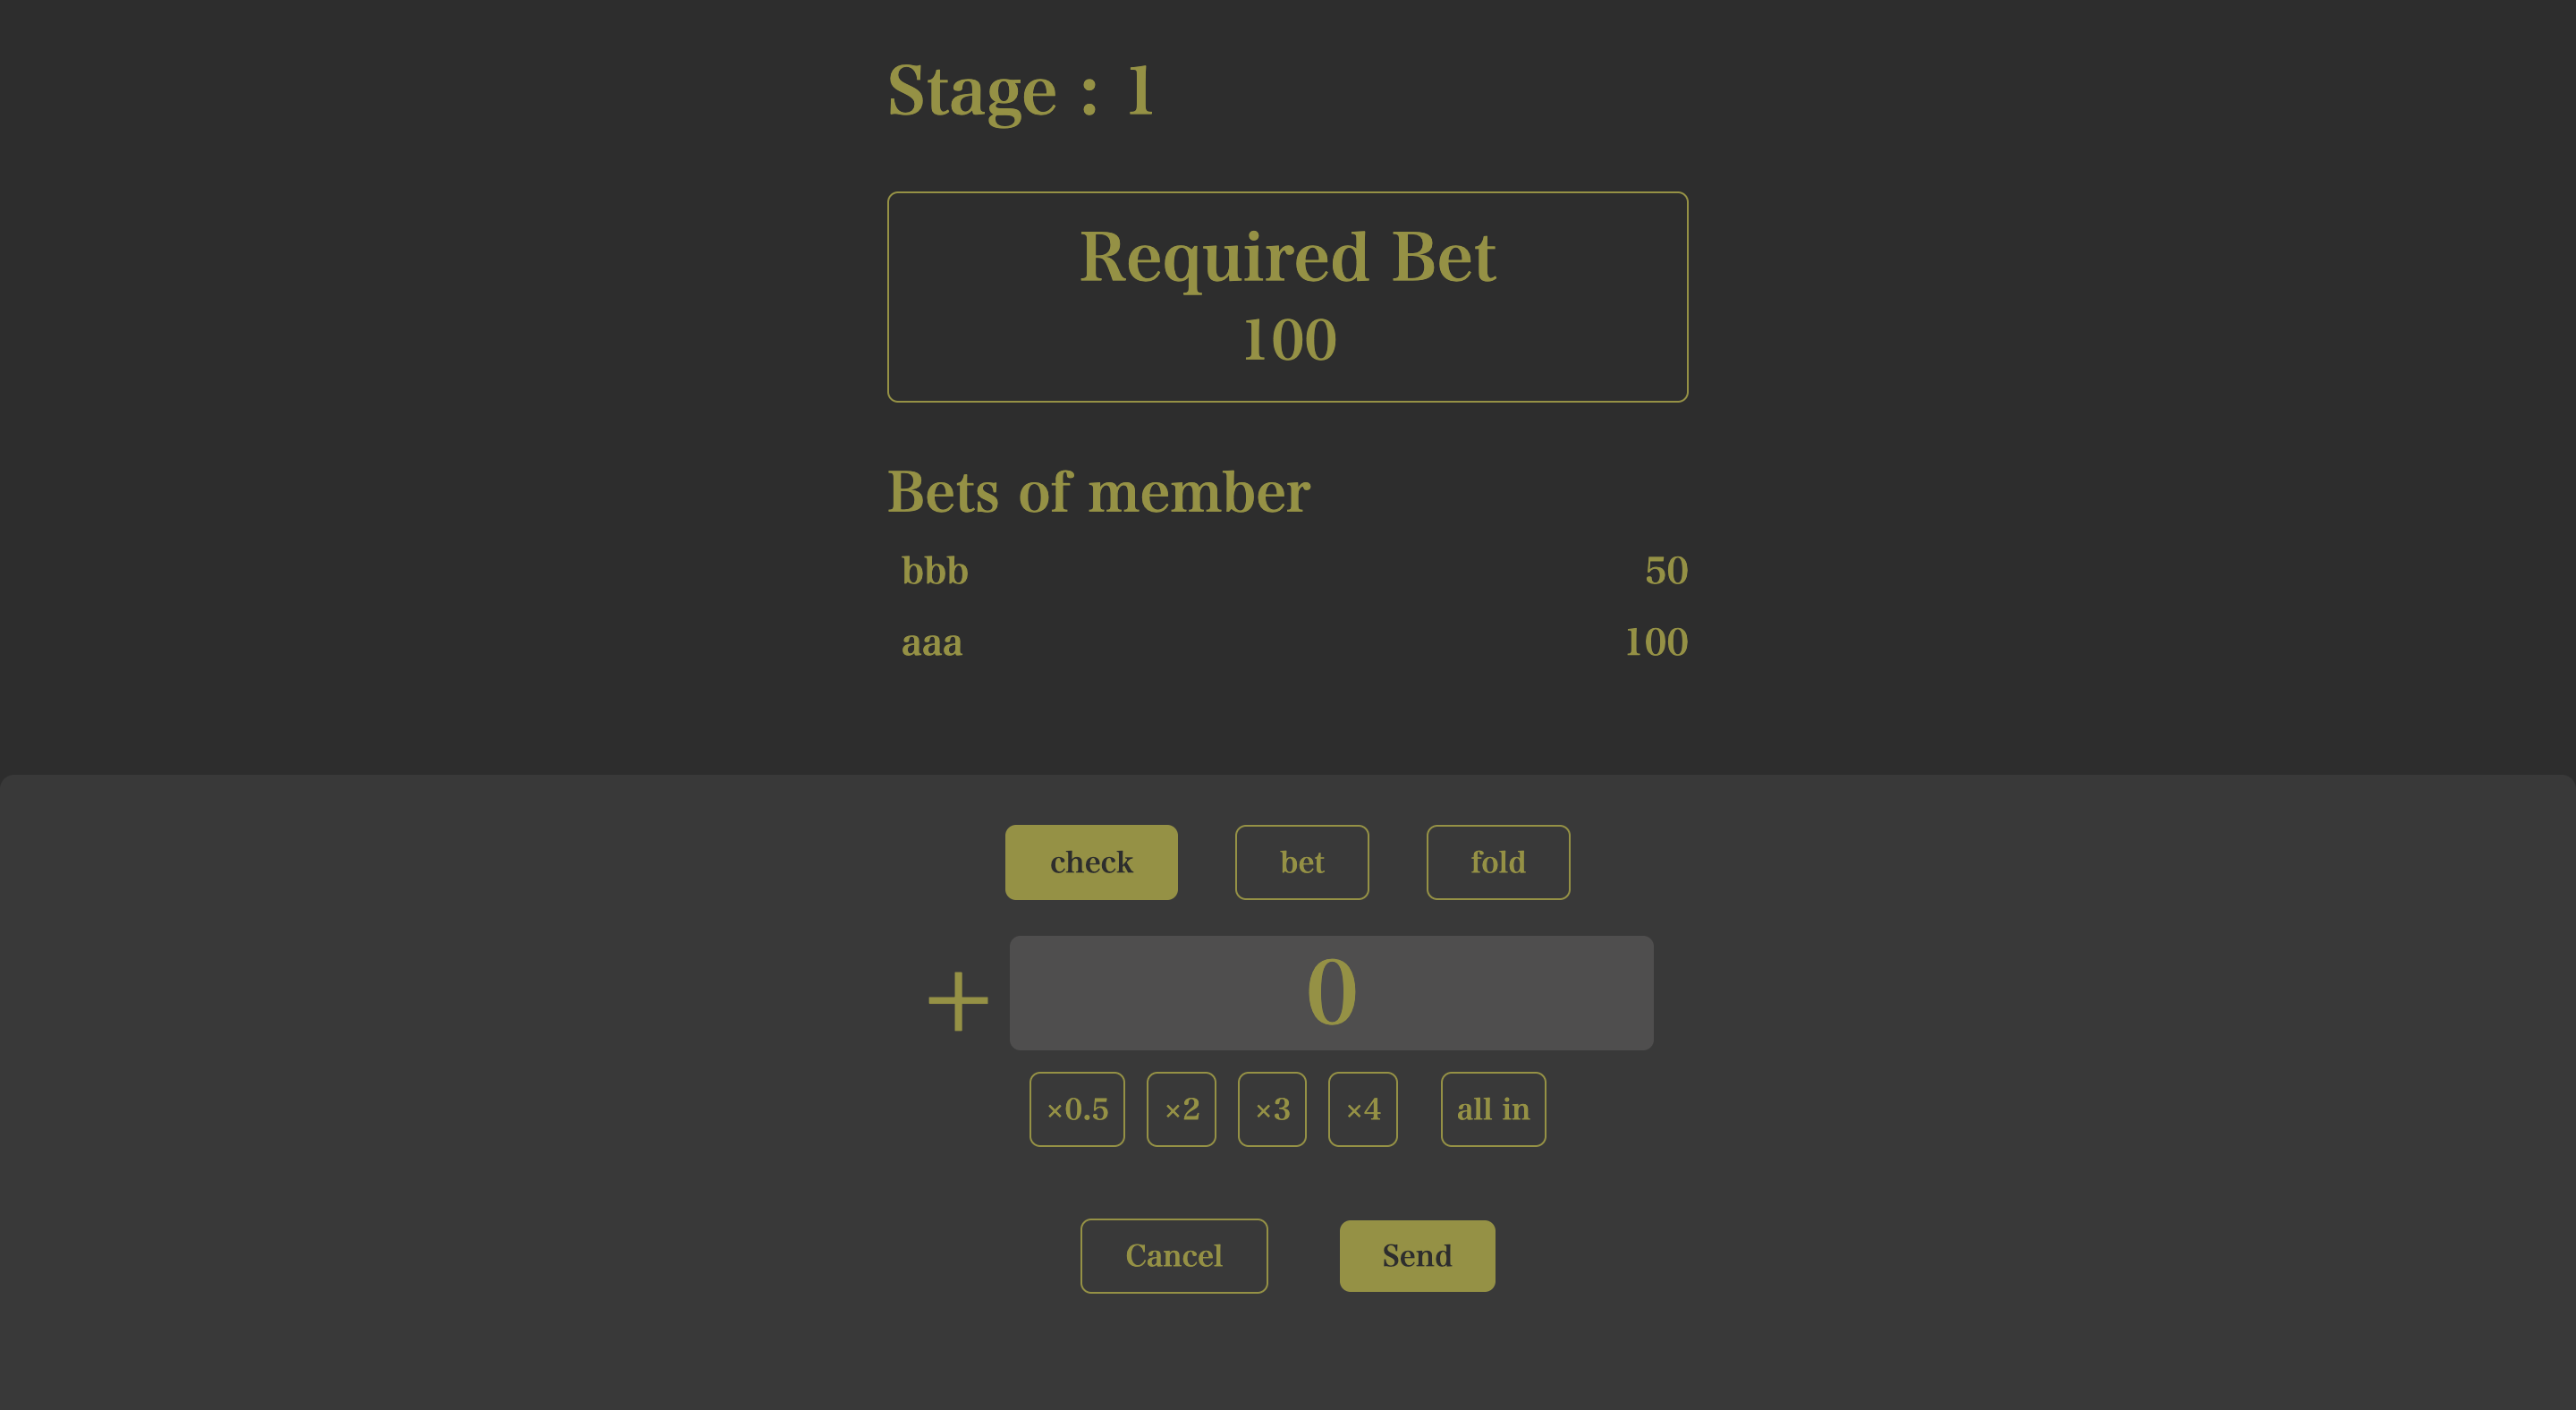 Stage : 1
Required Bet
100
Bets of member
bbb 50
aaa 100
check bet fold
+ 0
×0.5 ×2 ×3 ×4 all in
Cancel Send